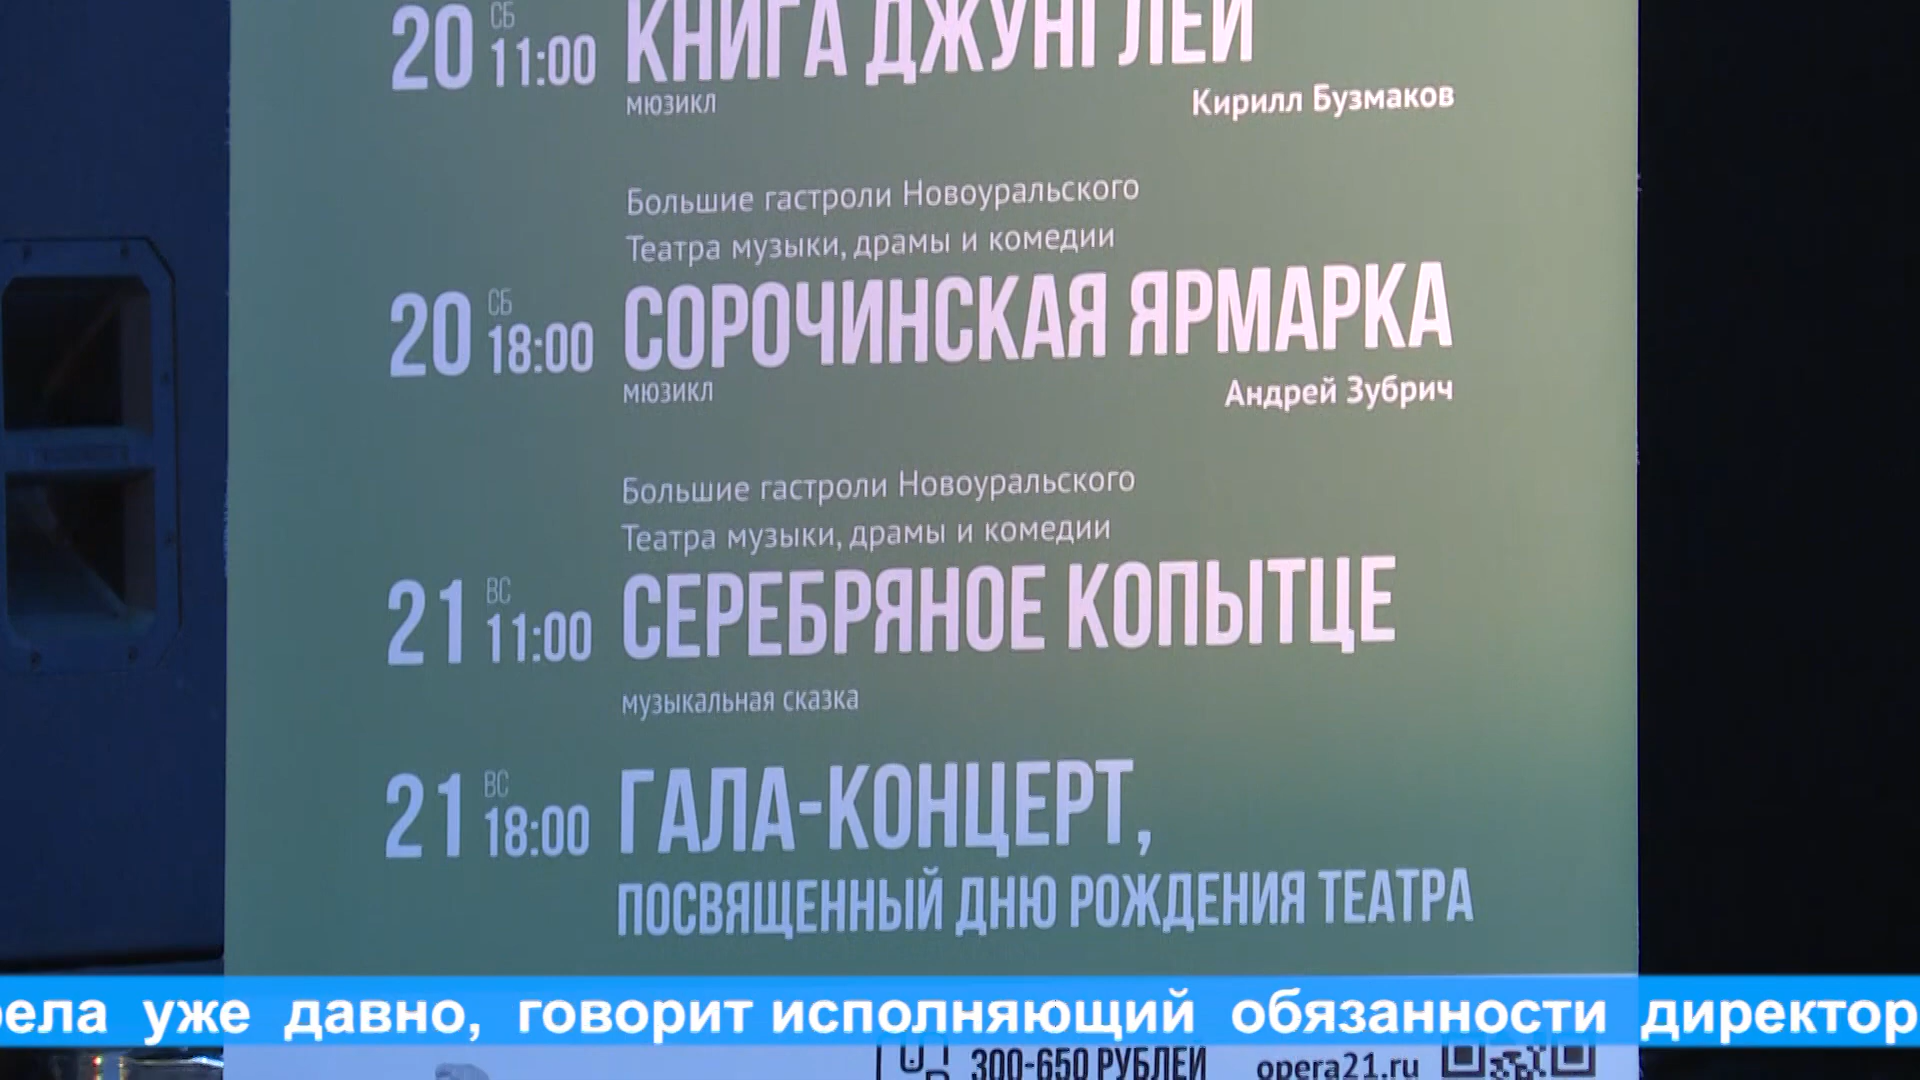 20 СБ 11:00 КНИГА ДЖУНГЛЕЙ
мюзикл Кирилл Бузмаков
Большие гастроли Новоуральского
Театра музыки, драмы и комедии
20 СБ 18:00 СОРОЧИНСКАЯ ЯРМАРКА
мюзикл Андрей Зубрич
Большие гастроли Новоуральского
Театра музыки, драмы и комедии
21 ВС 11:00 СЕРЕБРЯНОЕ КОПЫТЦЕ
музыкальная сказка
21 ВС 18:00 ГАЛА-КОНЦЕРТ,
ПОСВЯЩЕННЫЙ ДНЮ РОЖДЕНИЯ ТЕАТРА
уже давно, говорит исполняющий обязанности директор
300-650 РУБЛЕЙ opera21.ru